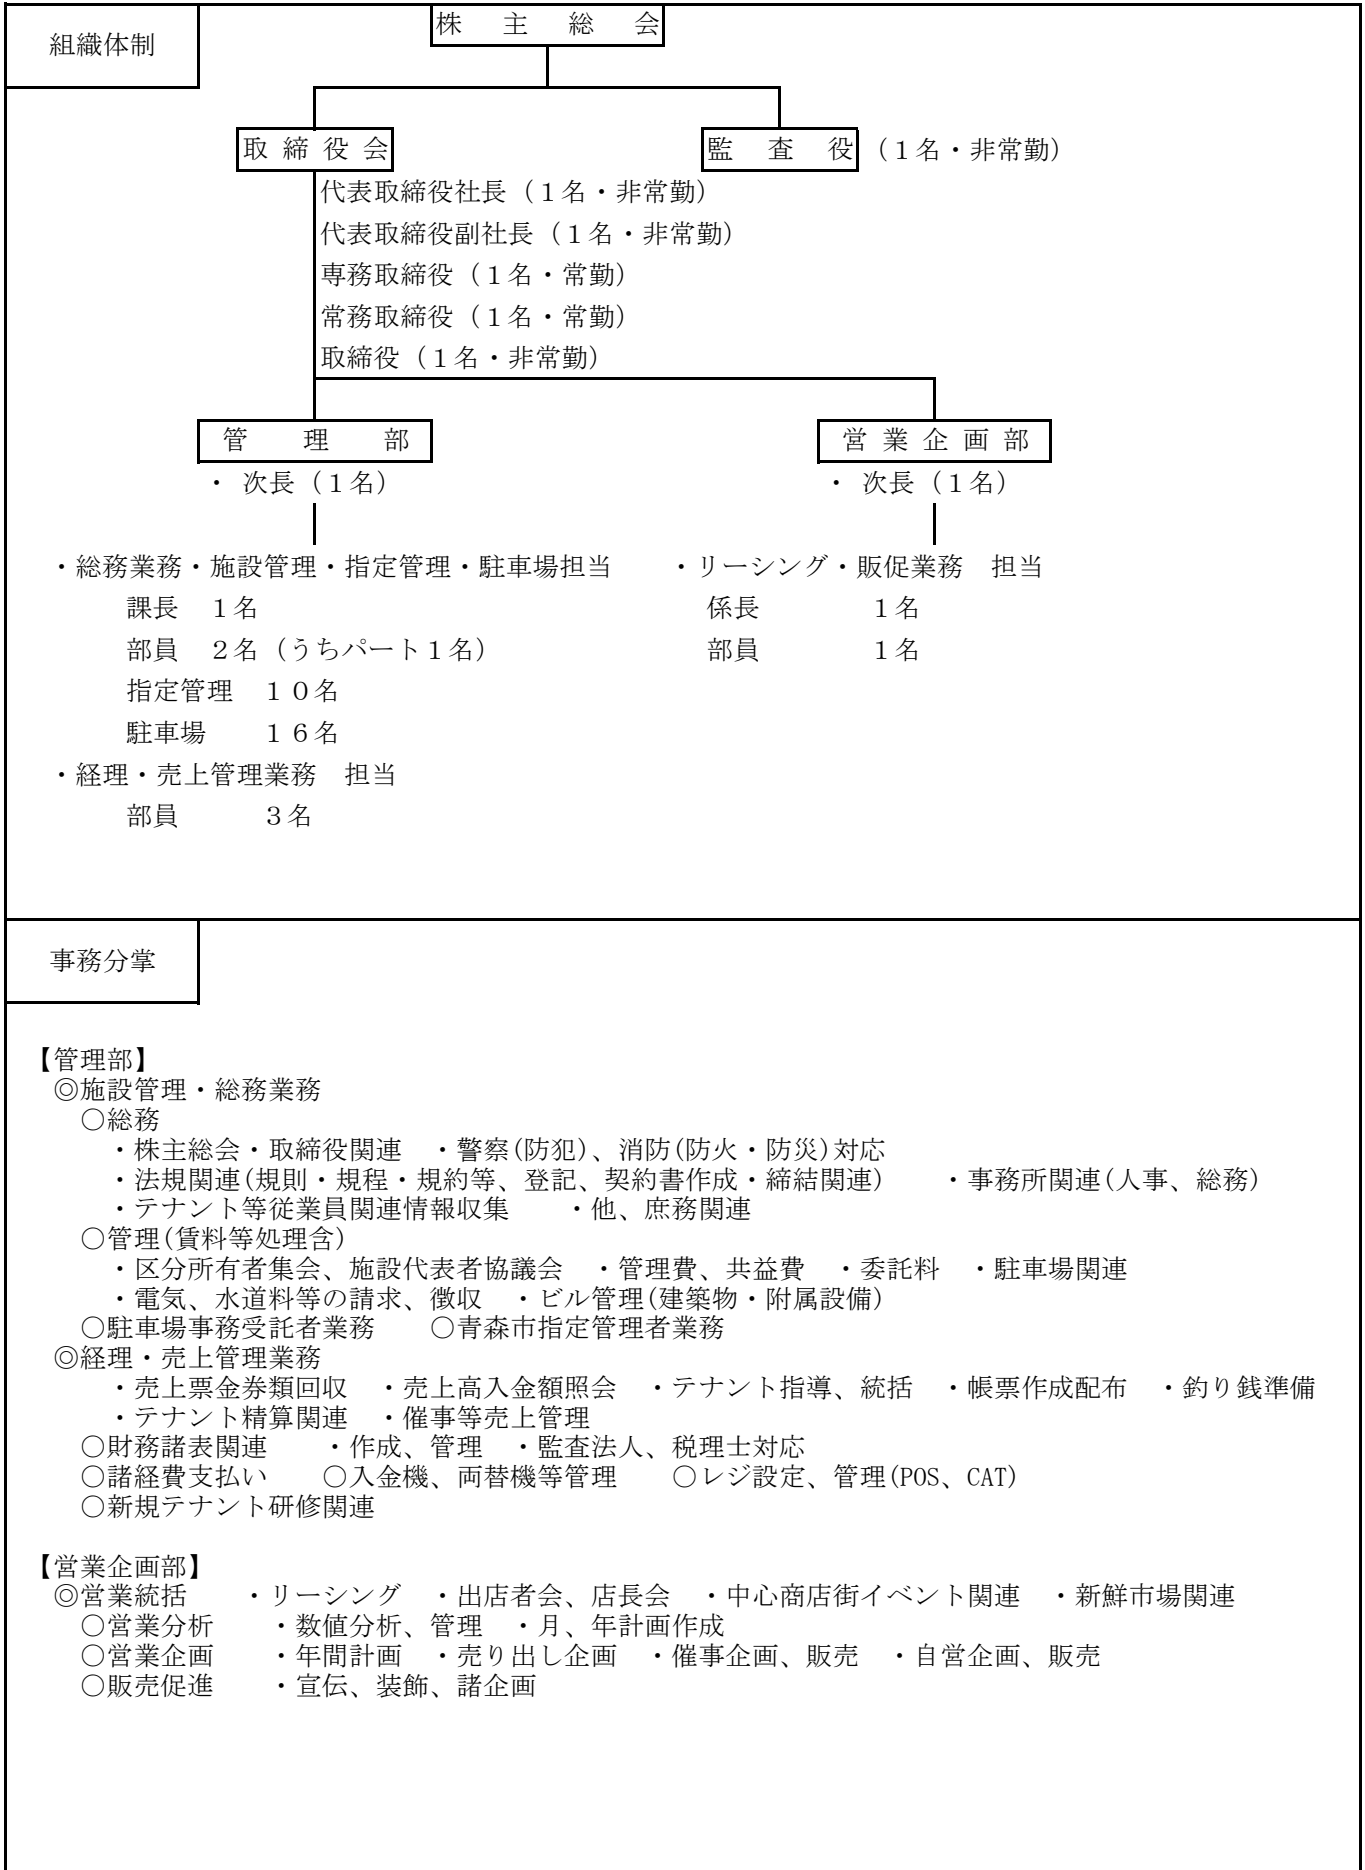 組織体制
株主総会
取締役会
監査役 （１名・非常勤）
代表取締役社長（１名・非常勤）
代表取締役副社長（１名・非常勤）
専務取締役（１名・常勤）
常務取締役（１名・常勤）
取締役（１名・非常勤）
管理部
営業企画部
・ 次長（１名）
・ 次長（１名）
・総務業務・施設管理・指定管理・駐車場担当
課長　１名
部員　２名（うちパート１名）
指定管理　１０名
駐車場　　１６名
・経理・売上管理業務　担当
部員　　　３名
・リーシング・販促業務　担当
係長　　　　１名
部員　　　　１名
事務分掌
【管理部】
◎施設管理・総務業務
○総務
・株主総会・取締役関連　・警察(防犯)、消防(防火・防災)対応
・法規関連(規則・規程・規約等、登記、契約書作成・締結関連)　　・事務所関連(人事、総務)
・テナント等従業員関連情報収集　　・他、庶務関連
○管理(賃料等処理含)
・区分所有者集会、施設代表者協議会　・管理費、共益費　・委託料　・駐車場関連
・電気、水道料等の請求、徴収　・ビル管理(建築物・附属設備)
○駐車場事務受託者業務　　○青森市指定管理者業務
◎経理・売上管理業務
・売上票金券類回収　・売上高入金額照会　・テナント指導、統括　・帳票作成配布　・釣り銭準備
・テナント精算関連　・催事等売上管理
○財務諸表関連　　・作成、管理　・監査法人、税理士対応
○諸経費支払い　　○入金機、両替機等管理　　○レジ設定、管理(POS、CAT)
○新規テナント研修関連
【営業企画部】
◎営業統括　　・リーシング　・出店者会、店長会　・中心商店街イベント関連　・新鮮市場関連
○営業分析　　・数値分析、管理　・月、年計画作成
○営業企画　　・年間計画　・売り出し企画　・催事企画、販売　・自営企画、販売
○販売促進　　・宣伝、装飾、諸企画